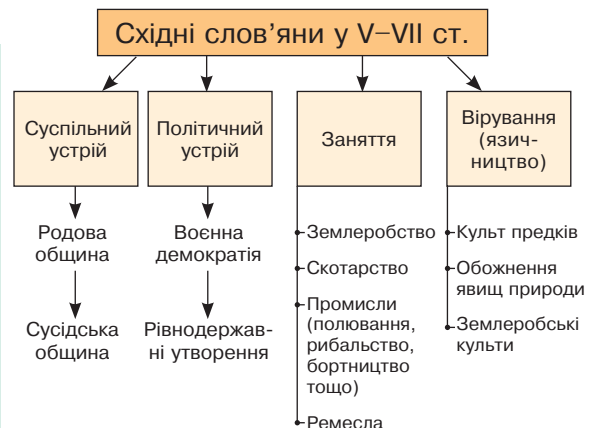 Східні слов’яни у V–VII ст.
Суспільний
устрій
Політичний
устрій
Заняття
Вірування
(язич-
ництво)
Родова
община
Сусідська
община
Воєнна
демократія
Рівнодержав-
ні утворення
Землеробство
Скотарство
Промисли
(полювання,
рибальство,
бортництво
тощо)
Ремесла
Культ предків
Обожнення
явищ природи
Землеробські
культи